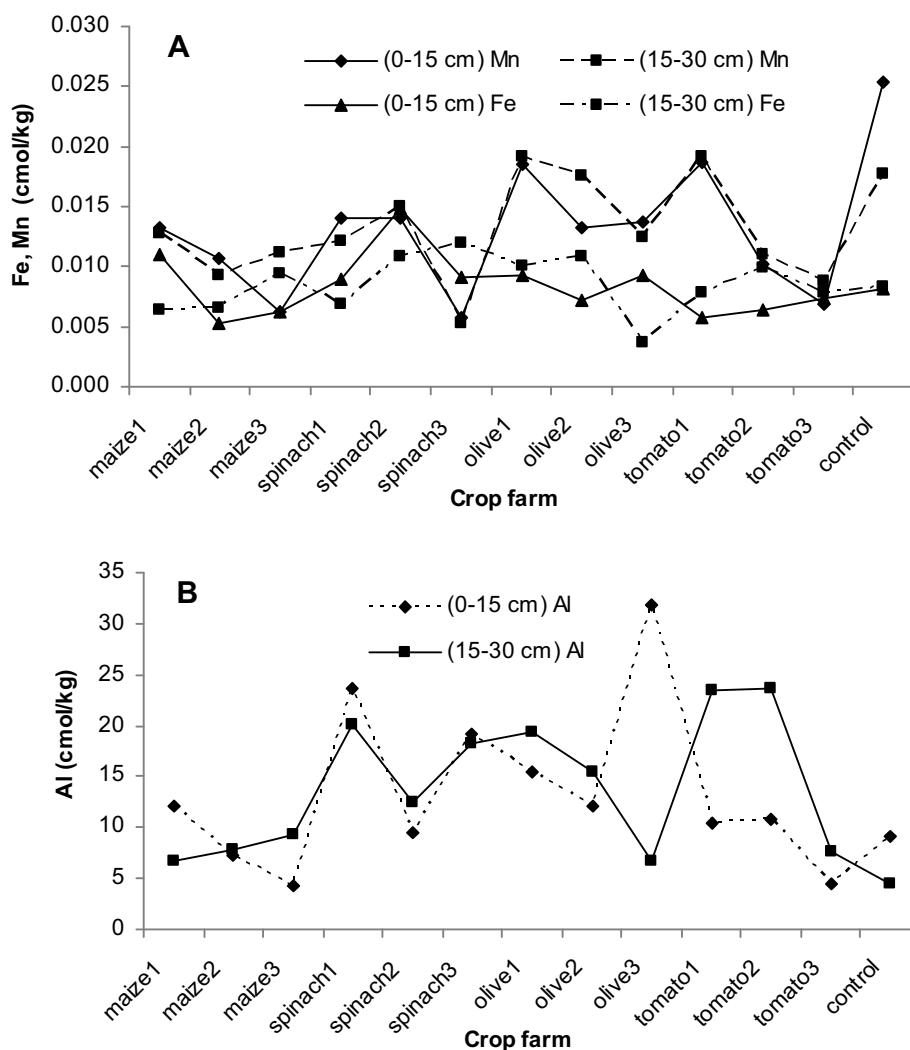 A
Fe, Mn (cmol/kg)
0.030
0.025
0.020
0.015
0.010
0.005
0.000
(0-15 cm) Mn
(15-30 cm) Mn
(0-15 cm) Fe
(15-30 cm) Fe
maize1
maize2
maize3
spinach1
spinach2
spinach3
olive1
olive2
olive3
tomato1
tomato2
tomato3
control
Crop farm
B
Al (cmol/kg)
35
30
25
20
15
10
5
0
(0-15 cm) Al
(15-30 cm) Al
maize1
maize2
maize3
spinach1
spinach2
spinach3
olive1
olive2
olive3
tomato1
tomato2
tomato3
control
Crop farm